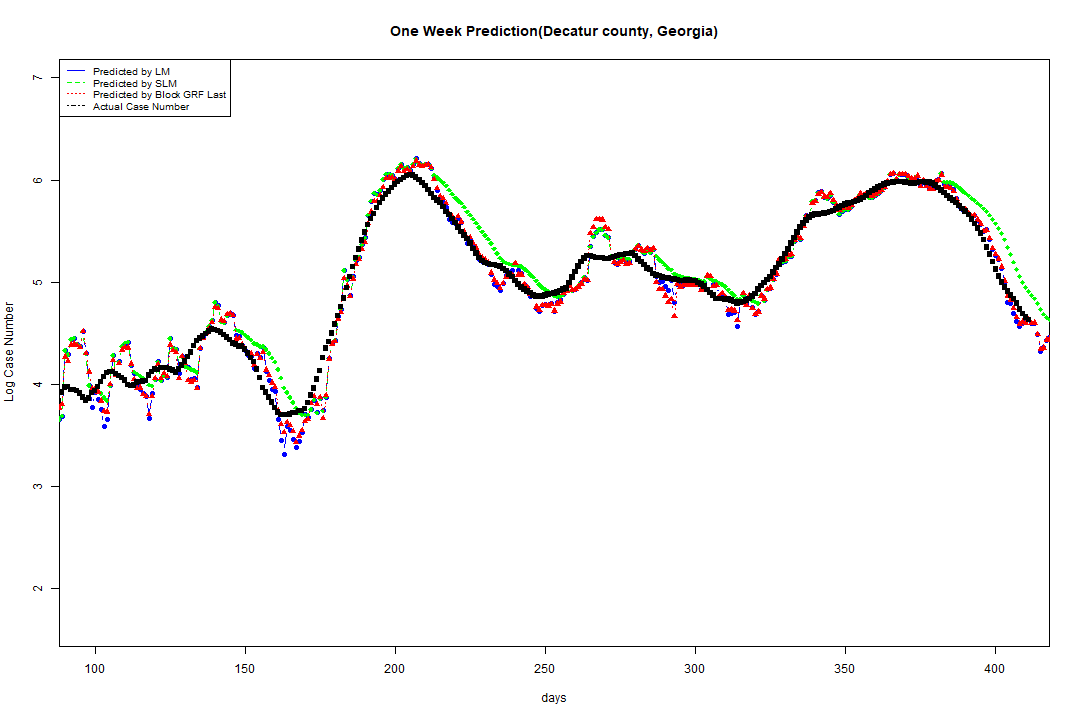 One Week Prediction(Decatur county, Georgia)
Predicted by LM
Predicted by SLM
Predicted by Block GRF Last
Actual Case Number
7
6
5
4
3
2
Log Case Number
100 150 200 250 300 350 400
days